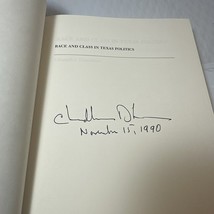 RACE AND CLASS IN TEXAS POLITICS
November 15, 1990